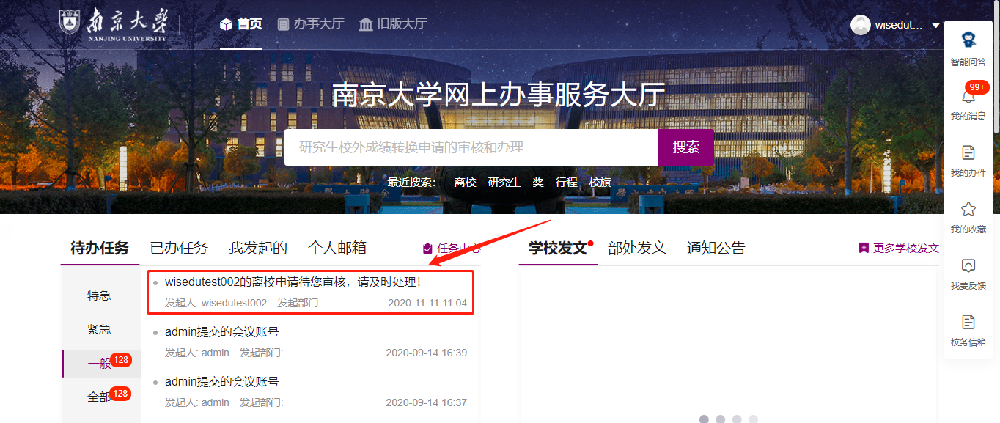 南京大学
NANJING UNIVERSITY
首页
办事大厅
旧版大厅
wisedut...
南京大学网上办事服务大厅
研究生校外成绩转换申请的审核和办理
搜索
最近搜索:
离校 研究生 奖 行程 校旗
智能问答
99+
我的消息
我的办件
我的收藏
我要反馈
校务信箱
待办任务
已办任务
我发起的
个人邮箱
任务中心
特急
紧急
一般 128
全部 128
wisedutest002的离校申请待您审核，请及时处理！
发起人: wisedutest002 发起部门: 2020-11-11 11:04
admin提交的会议账号
发起人: admin 发起部门: 2020-09-14 16:39
admin提交的会议账号
发起人: admin 发起部门: 2020-09-14 16:37
学校发文
部处发文
通知公告
更多学校发文